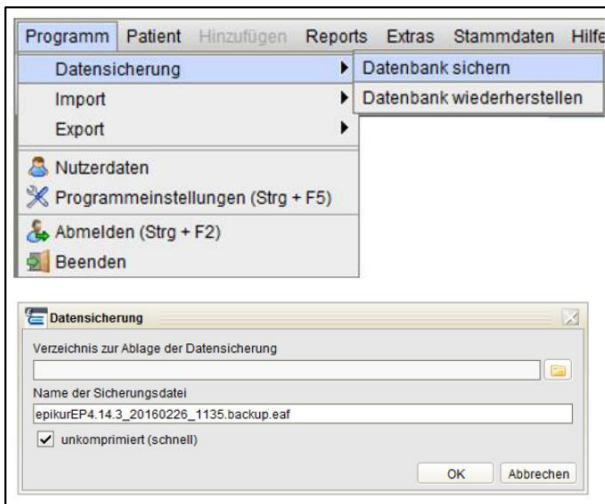 Programm Patient Hinzufügen Reports Extras Stammdaten Hilfe
Datensicherung Datenbank sichern
Import Datenbank wiederherstellen
Export
Nutzerdaten
Programmeinstellungen (Strg + F5)
Abmelden (Strg + F2)
Beenden
Datensicherung
Verzeichnis zur Ablage der Datensicherung
Name der Sicherungsdatei
epikurEP4.14.3_20160226_1135.backup.eaf
unkomprimiert (schnell)
OK Abbrechen